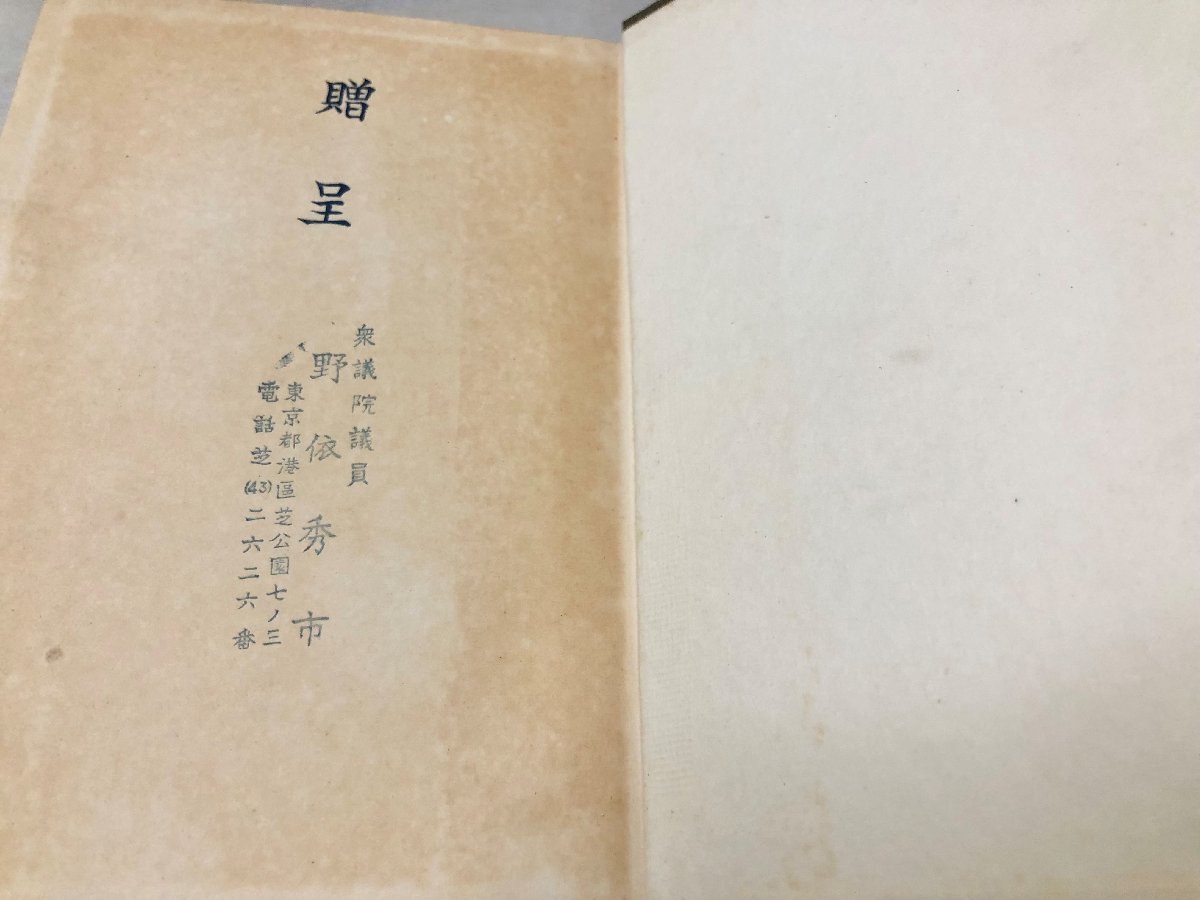 贈呈
衆議院議員
野依秀市
東京都港區芝公園七ノ三
電話芝(43)二六二六番